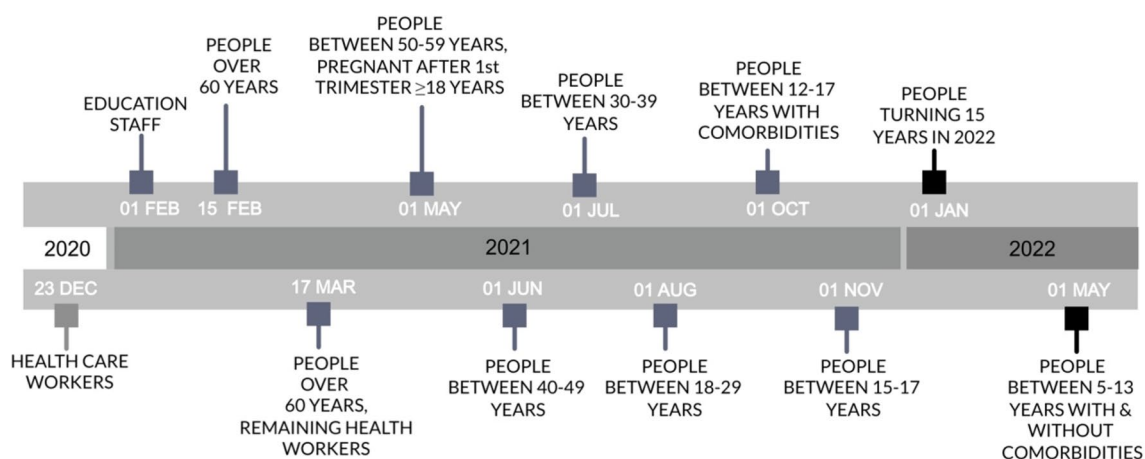 EDUCATION
STAFF
PEOPLE
OVER
60 YEARS
PEOPLE
BETWEEN 50-59 YEARS,
PREGNANT AFTER 1st
TRIMESTER ≥18 YEARS
PEOPLE
BETWEEN 30-39
YEARS
PEOPLE
BETWEEN 12-17
YEARS WITH
COMORBIDITIES
PEOPLE
TURNING 15
YEARS IN 2022
01 FEB
15 FEB
01 MAY
01 JUL
01 OCT
01 JAN
2020
2021
2022
23 DEC
17 MAR
01 JUN
01 AUG
01 NOV
01 MAY
HEALTH CARE
WORKERS
PEOPLE
OVER
60 YEARS,
REMAINING HEALTH
WORKERS
PEOPLE
BETWEEN 40-49
YEARS
PEOPLE
BETWEEN 18-29
YEARS
PEOPLE
BETWEEN 15-17
YEARS
PEOPLE
BETWEEN 5-13
YEARS WITH &
WITHOUT
COMORBIDITIES